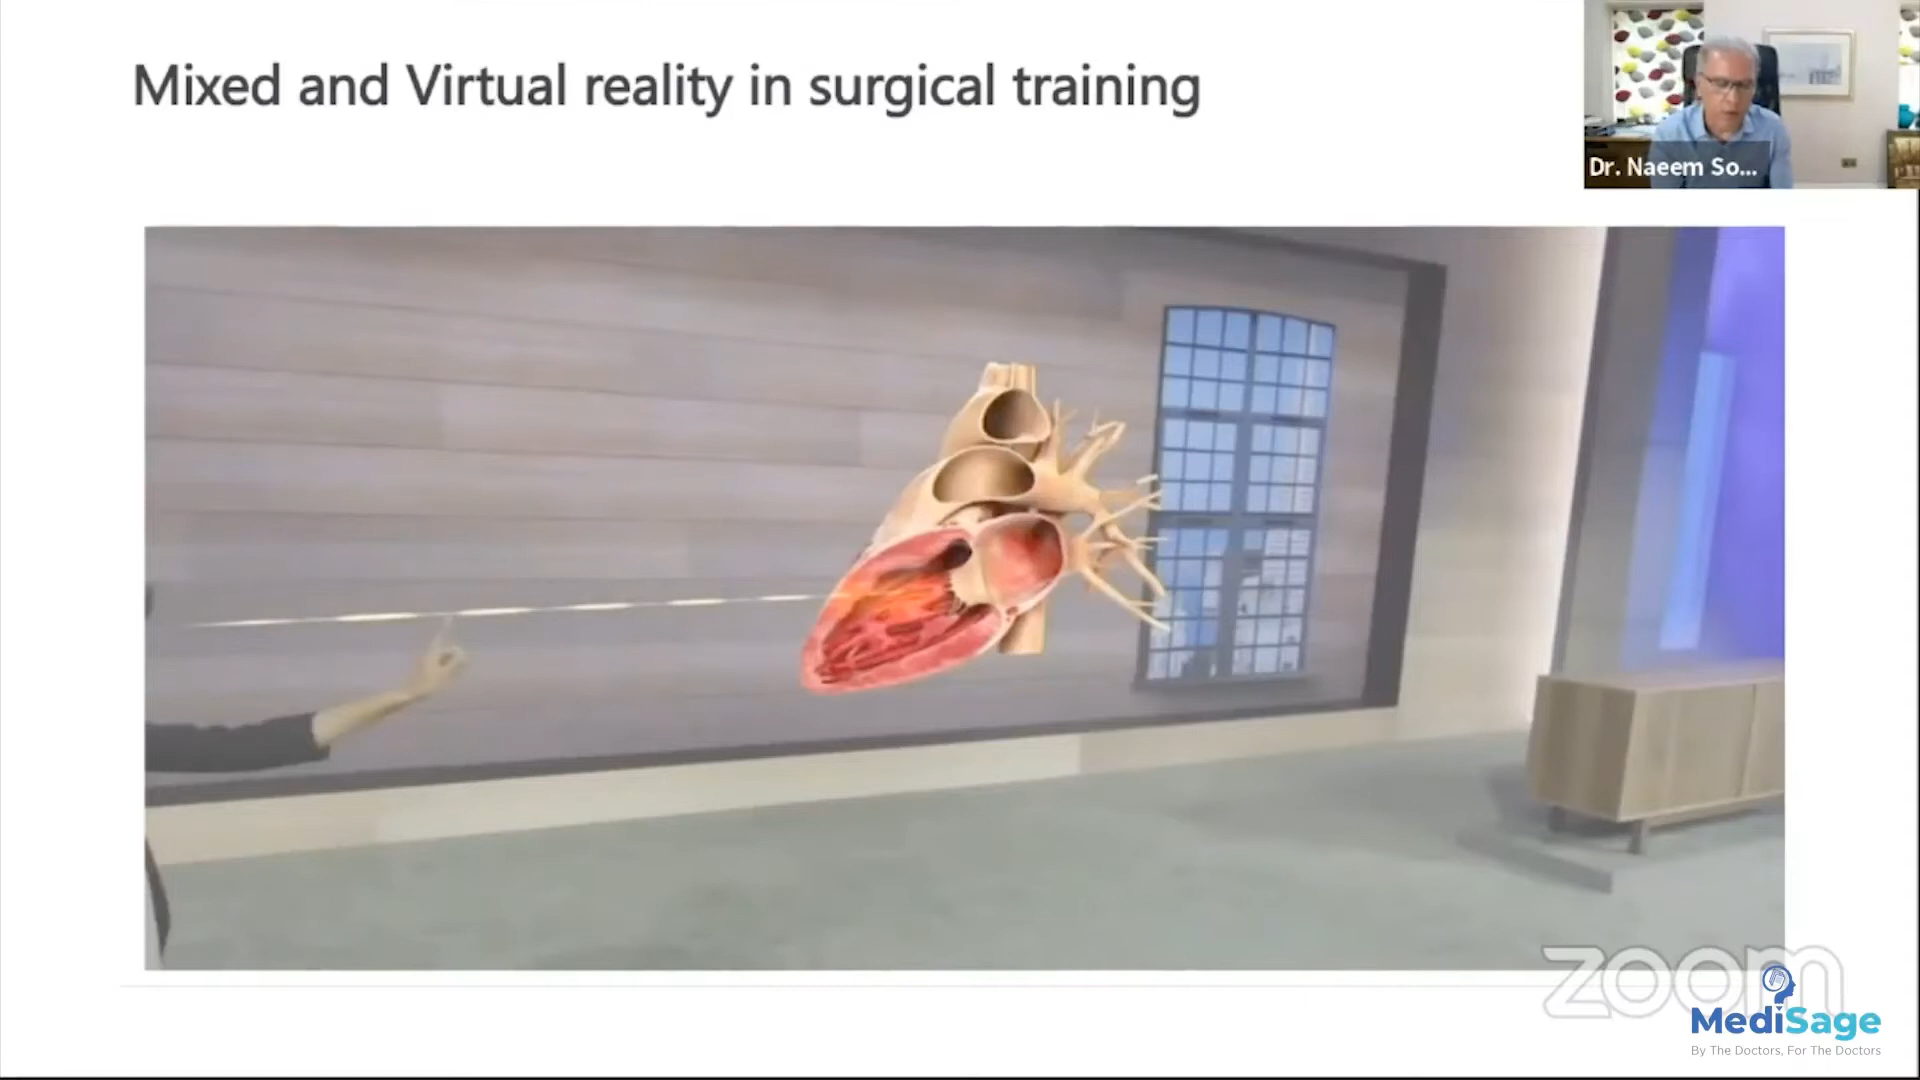 Mixed and Virtual reality in surgical training
Dr. Naeem So...
zoom
MediSage
By The Doctors, For The Doctors